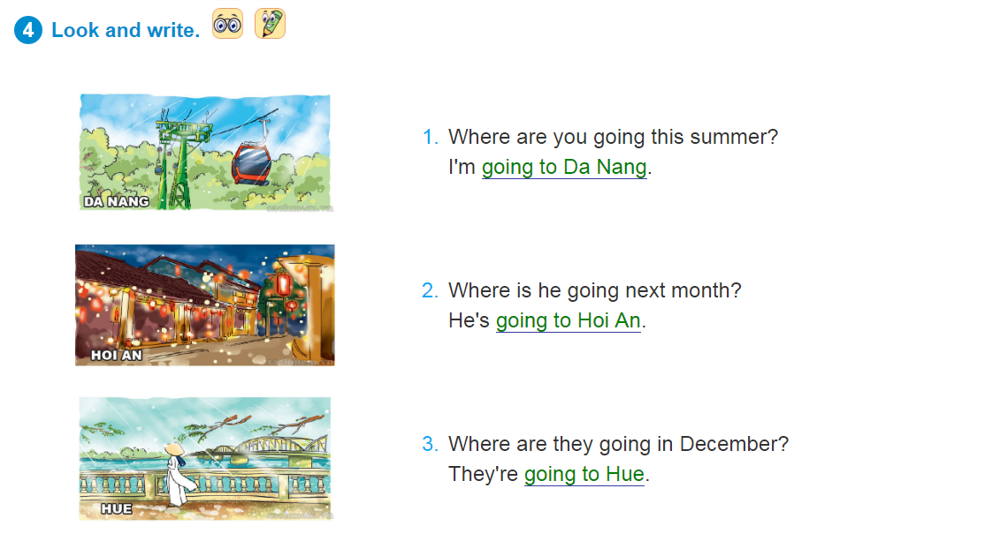 4 Look and write.
DA NANG
1. Where are you going this summer?
I'm going to Da Nang.
HOI AN
2. Where is he going next month?
He's going to Hoi An.
HUE
3. Where are they going in December?
They're going to Hue.